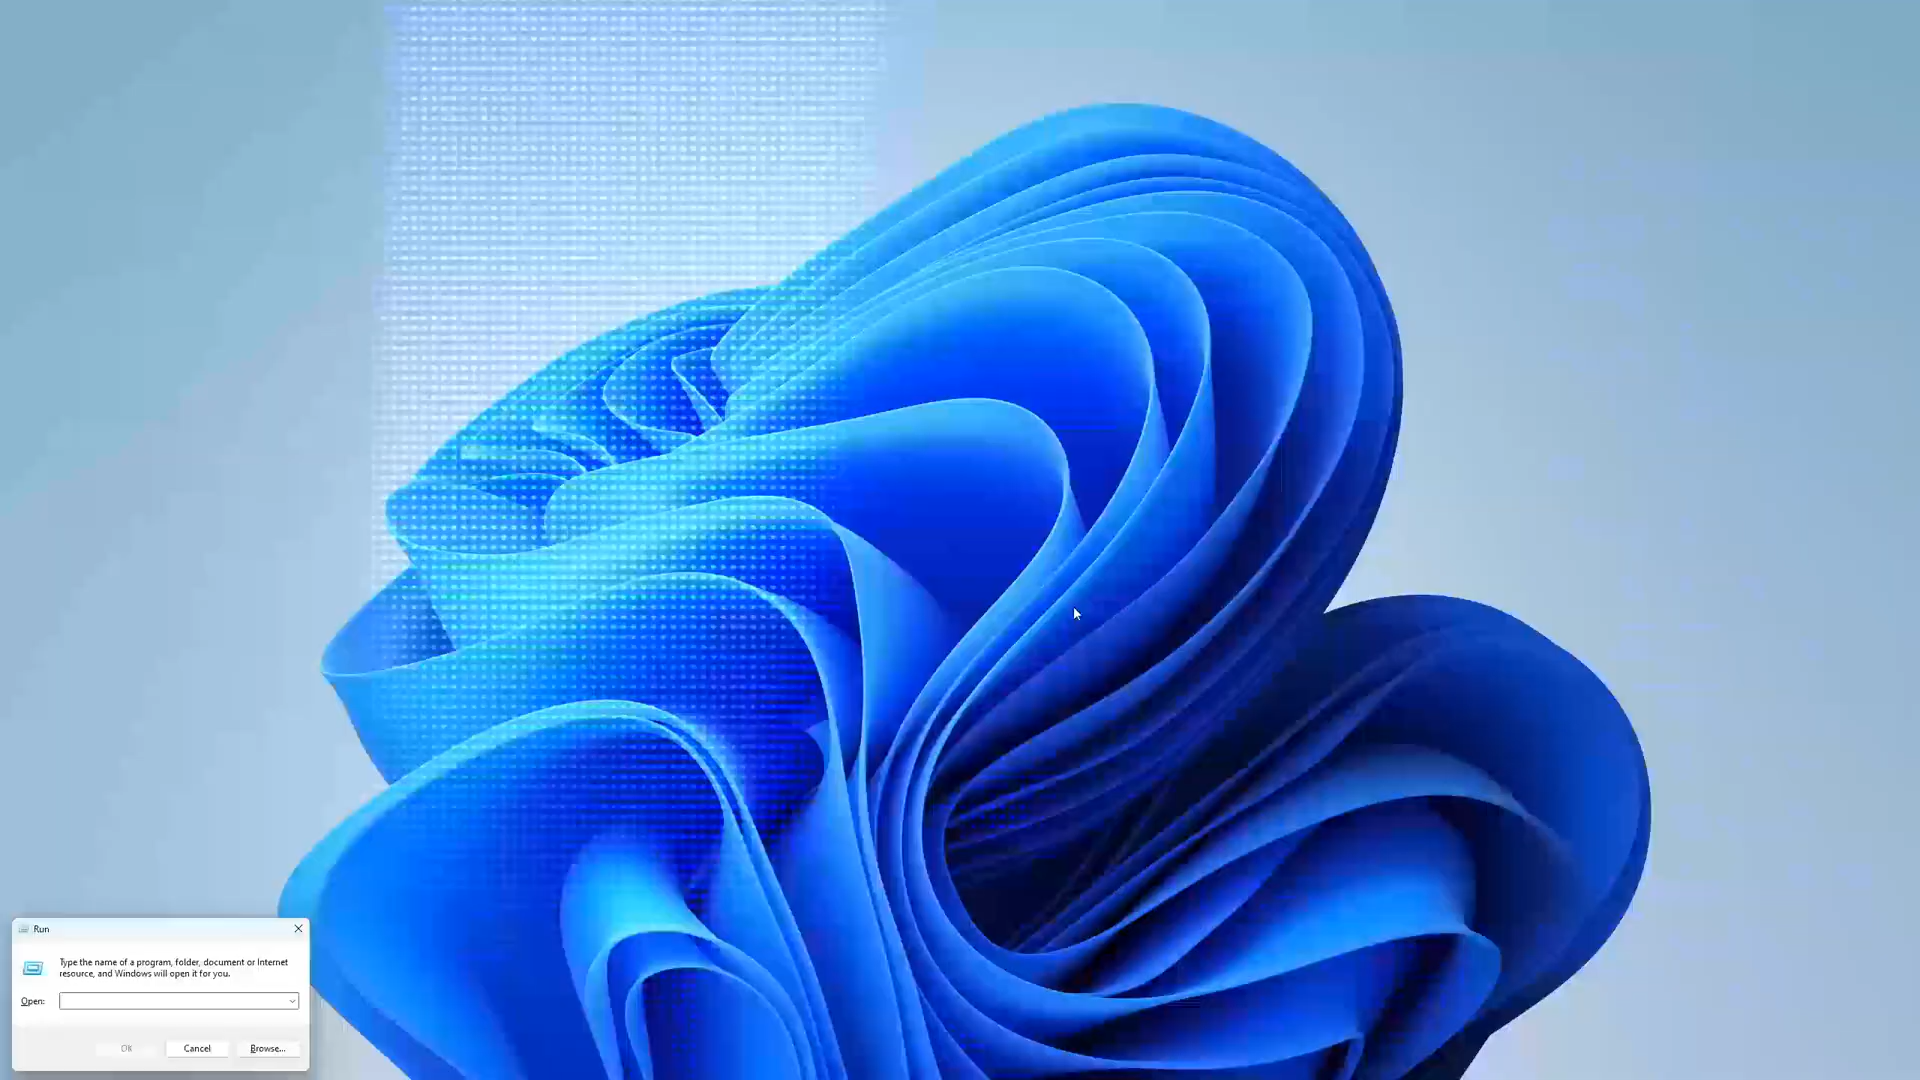 Run
Type the name of a program, folder, document or Internet
resource, and Windows will open it for you.
Open:
OK
Cancel
Browse...